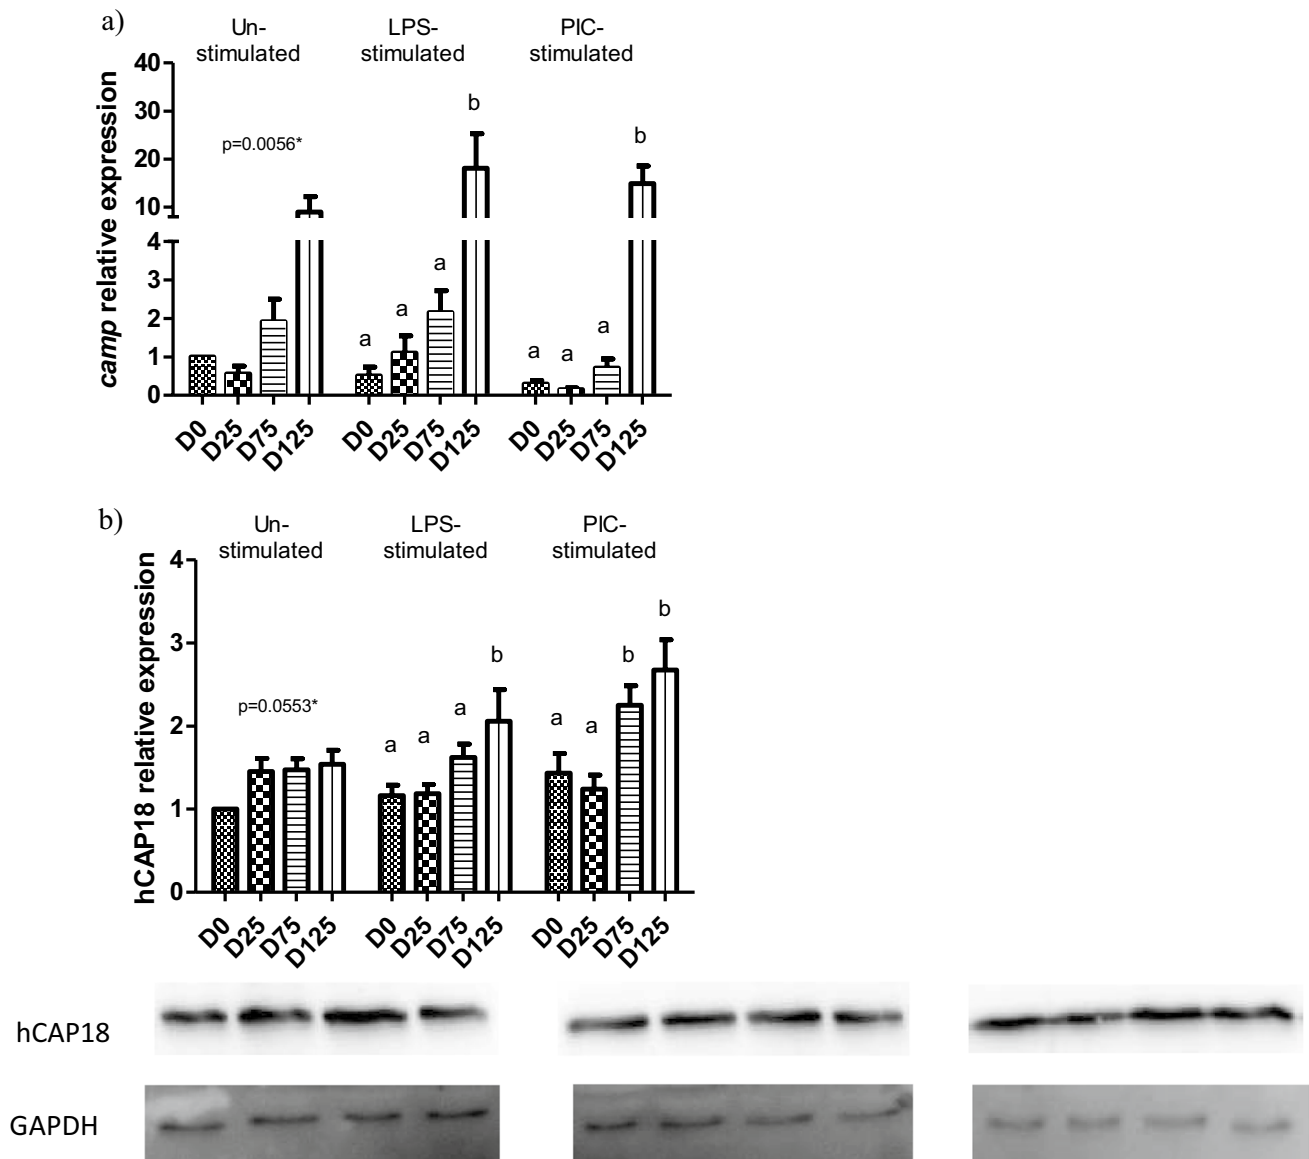 a)
Un-
stimulated
LPS-
stimulated
PIC-
stimulated
camp relative expression
40
30
20
10
4
3
2
1
0
p=0.0056*
a
a
a
b
a
a
a
b
D0 D25 D75 D125 D0 D25 D75 D125 D0 D25 D75 D125
b)
Un-
stimulated
LPS-
stimulated
PIC-
stimulated
hCAP18 relative expression
4
3
2
1
0
p=0.0553*
a
a
a
b
a
a
b
b
D0 D25 D75 D125 D0 D25 D75 D125 D0 D25 D75 D125
hCAP18
GAPDH